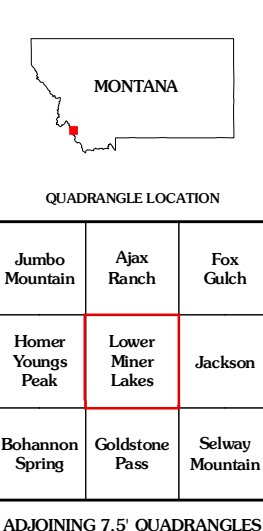 MONTANA
QUADRANGLE LOCATION
Jumbo
Mountain
Ajax
Ranch
Fox
Gulch
Homer
Youngs
Peak
Lower
Miner
Lakes
Jackson
Bohannon
Spring
Goldstone
Pass
Selway
Mountain
ADJOINING 7.5' QUADRANGLES